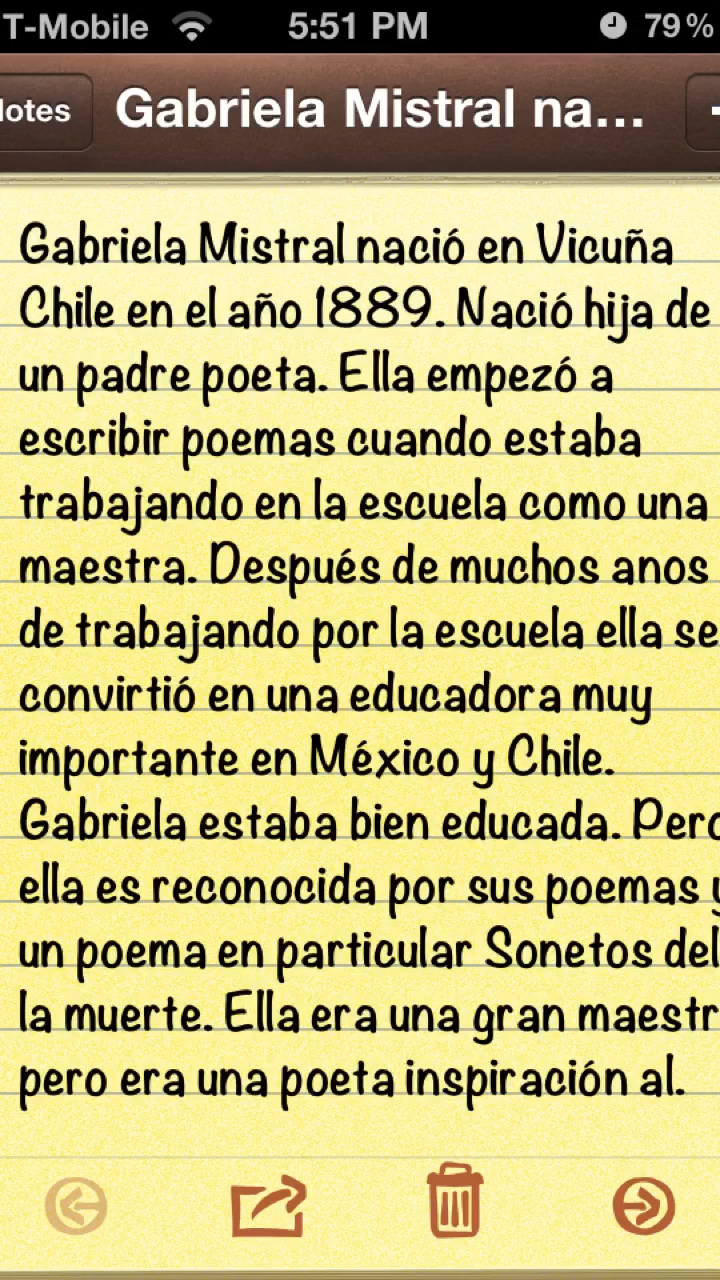 T-Mobile 5:51 PM 79%
Notes Gabriela Mistral na...
Gabriela Mistral nació en Vicuña
Chile en el año 1889. Nació hija de
un padre poeta. Ella empezó a
escribir poemas cuando estaba
trabajando en la escuela como una
maestra. Después de muchos anos
de trabajando por la escuela ella se
convirtió en una educadora muy
importante en México y Chile.
Gabriela estaba bien educada. Pero
ella es reconocida por sus poemas y
un poema en particular Sonetos del
la muerte. Ella era una gran maestr
pero era una poeta inspiración al.